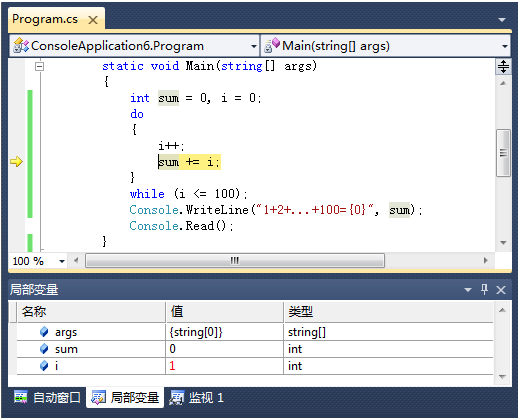 Program.cs
ConsoleApplication6.Program
Main(string[] args)
static void Main(string[] args)
{
int sum = 0, i = 0;
do
{
i++;
sum += i;
}
while (i <= 100);
Console.WriteLine("1+2+...+100={0}", sum);
Console.Read();
}
100 %
局部变量
名称 值 类型
args {string[0]} string[]
sum 0 int
i 1 int
自动窗口 局部变量 监视 1